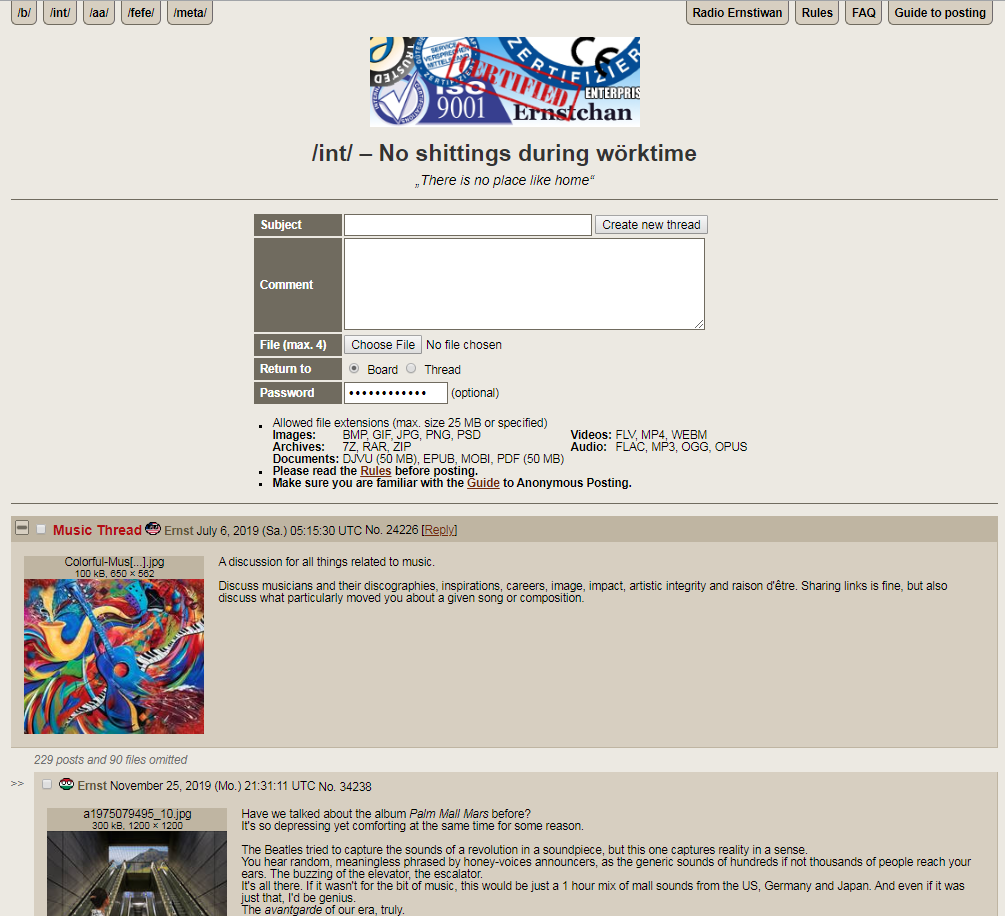 /b/ /int/ /aa/ /fefe/ /meta/ Radio Ernstiwan Rules FAQ Guide to posting
TRUSTED
SERVICE
VERSPRECHEN
MITTELSTAND
ZERTIFIZIER
CE
CERTIFIED
ISO
9001
ENTERPRIS
Ernstchan
/int/ – No shittings during wörktime
„There is no place like home“
Subject Create new thread
Comment
File (max. 4) Choose File No file chosen
Return to Board Thread
Password •••••••••••• (optional)
Allowed file extensions (max. size 25 MB or specified)
Images: BMP, GIF, JPG, PNG, PSD Videos: FLV, MP4, WEBM
Archives: 7Z, RAR, ZIP Audio: FLAC, MP3, OGG, OPUS
Documents: DJVU (50 MB), EPUB, MOBI, PDF (50 MB)
Please read the Rules before posting.
Make sure you are familiar with the Guide to Anonymous Posting.
Music Thread Ernst July 6, 2019 (Sa.) 05:15:30 UTC No. 24226 [Reply]
Colorful-Mus[...].jpg
100 kB, 650 × 562
A discussion for all things related to music.
Discuss musicians and their discographies, inspirations, careers, image, impact, artistic integrity and raison d'être. Sharing links is fine, but also
discuss what particularly moved you about a given song or composition.
229 posts and 90 files omitted
>> Ernst November 25, 2019 (Mo.) 21:31:11 UTC No. 34238
a1975079495_10.jpg
300 kB, 1200 × 1200
Have we talked about the album Palm Mall Mars before?
It's so depressing yet comforting at the same time for some reason.
The Beatles tried to capture the sounds of a revolution in a soundpiece, but this one captures reality in a sense.
You hear random, meaningless phrased by honey-voices announcers, as the generic sounds of hundreds if not thousands of people reach your
ears. The buzzing of the elevator, the escalator.
It's all there. If it wasn't for the bit of music, this would be just a 1 hour mix of mall sounds from the US, Germany and Japan. And even if it was
just that, I'd be genius.
The avantgarde of our era, truly.